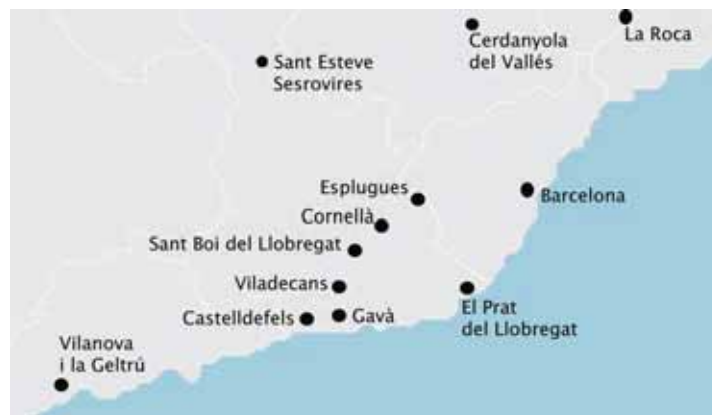 La Roca
Cerdanyola
del Vallés
Sant Esteve
Sesrovires
Esplugues
Barcelona
Cornellà
Sant Boi del Llobregat
Viladecans
El Prat
del Llobregat
Castelldefels
Gavà
Vilanova
i la Geltrú